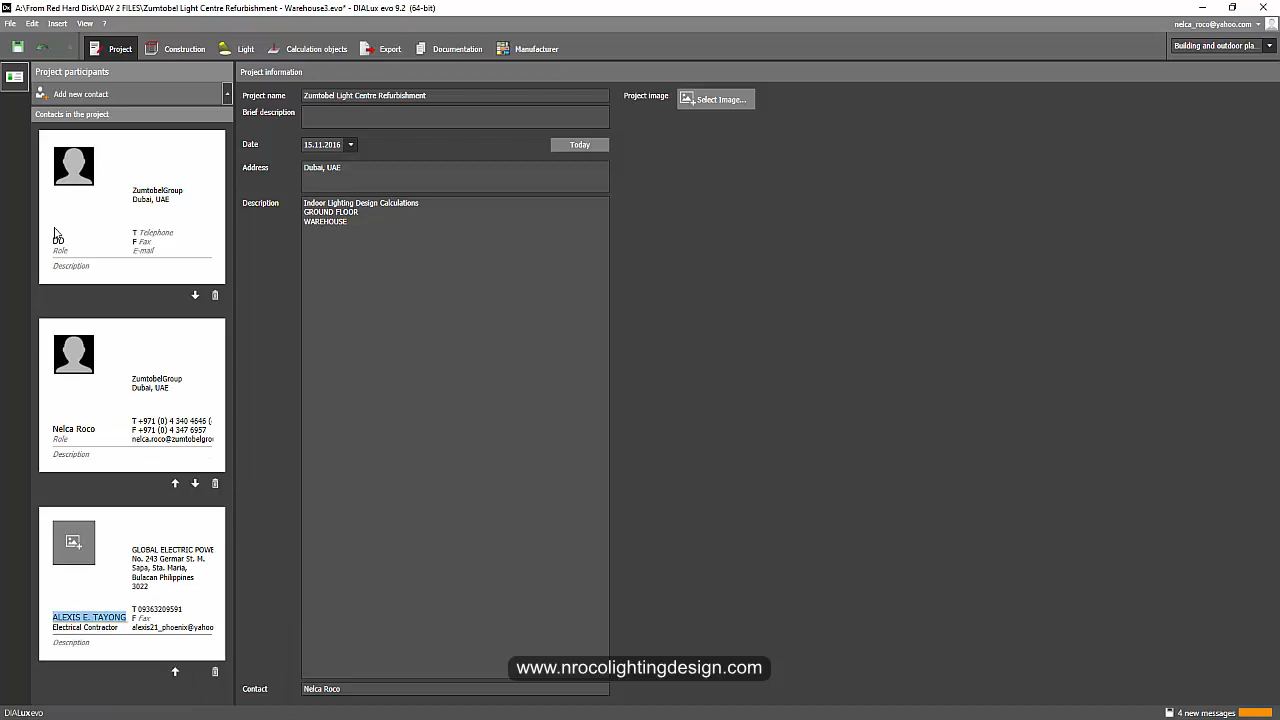 A:\From Red Hard Disk\DAY 2 FILES\Zumtobel Light Centre Refurbishment - Warehouse3.evo* - DIALux evo 9.2 (64-bit)
File Edit Insert View ?
nelca_roco@yahoo.com
Project
Construction
Light
Calculation objects
Export
Documentation
Manufacturer
Building and outdoor pla...
Project participants
Add new contact
Contacts in the project
ZumtobelGroup
Dubai, UAE
DD
Role
T Telephone
F Fax
E-mail
Description
ZumtobelGroup
Dubai, UAE
Nelca Roco
Role
T +971 (0) 4 340 4646 (
F +971 (0) 4 347 6957
nelca.roco@zumtobelgro
Description
GLOBAL ELECTRIC POWE
No. 243 Germar St. M.
Sapa, Sta. Maria,
Bulacan Philippines
3022
ALEXIS E. TAYONG
Electrical Contractor
T 09363209591
F Fax
alexis21_phoenix@yahoo
Description
Project information
Project name
Zumtobel Light Centre Refurbishment
Brief description
Date
15.11.2016
Today
Address
Dubai, UAE
Description
Indoor Lighting Design Calculations
GROUND FLOOR
WAREHOUSE
Contact
Nelca Roco
Project image
Select Image...
www.nrocolightingdesign.com
DIALux evo
4 new messages